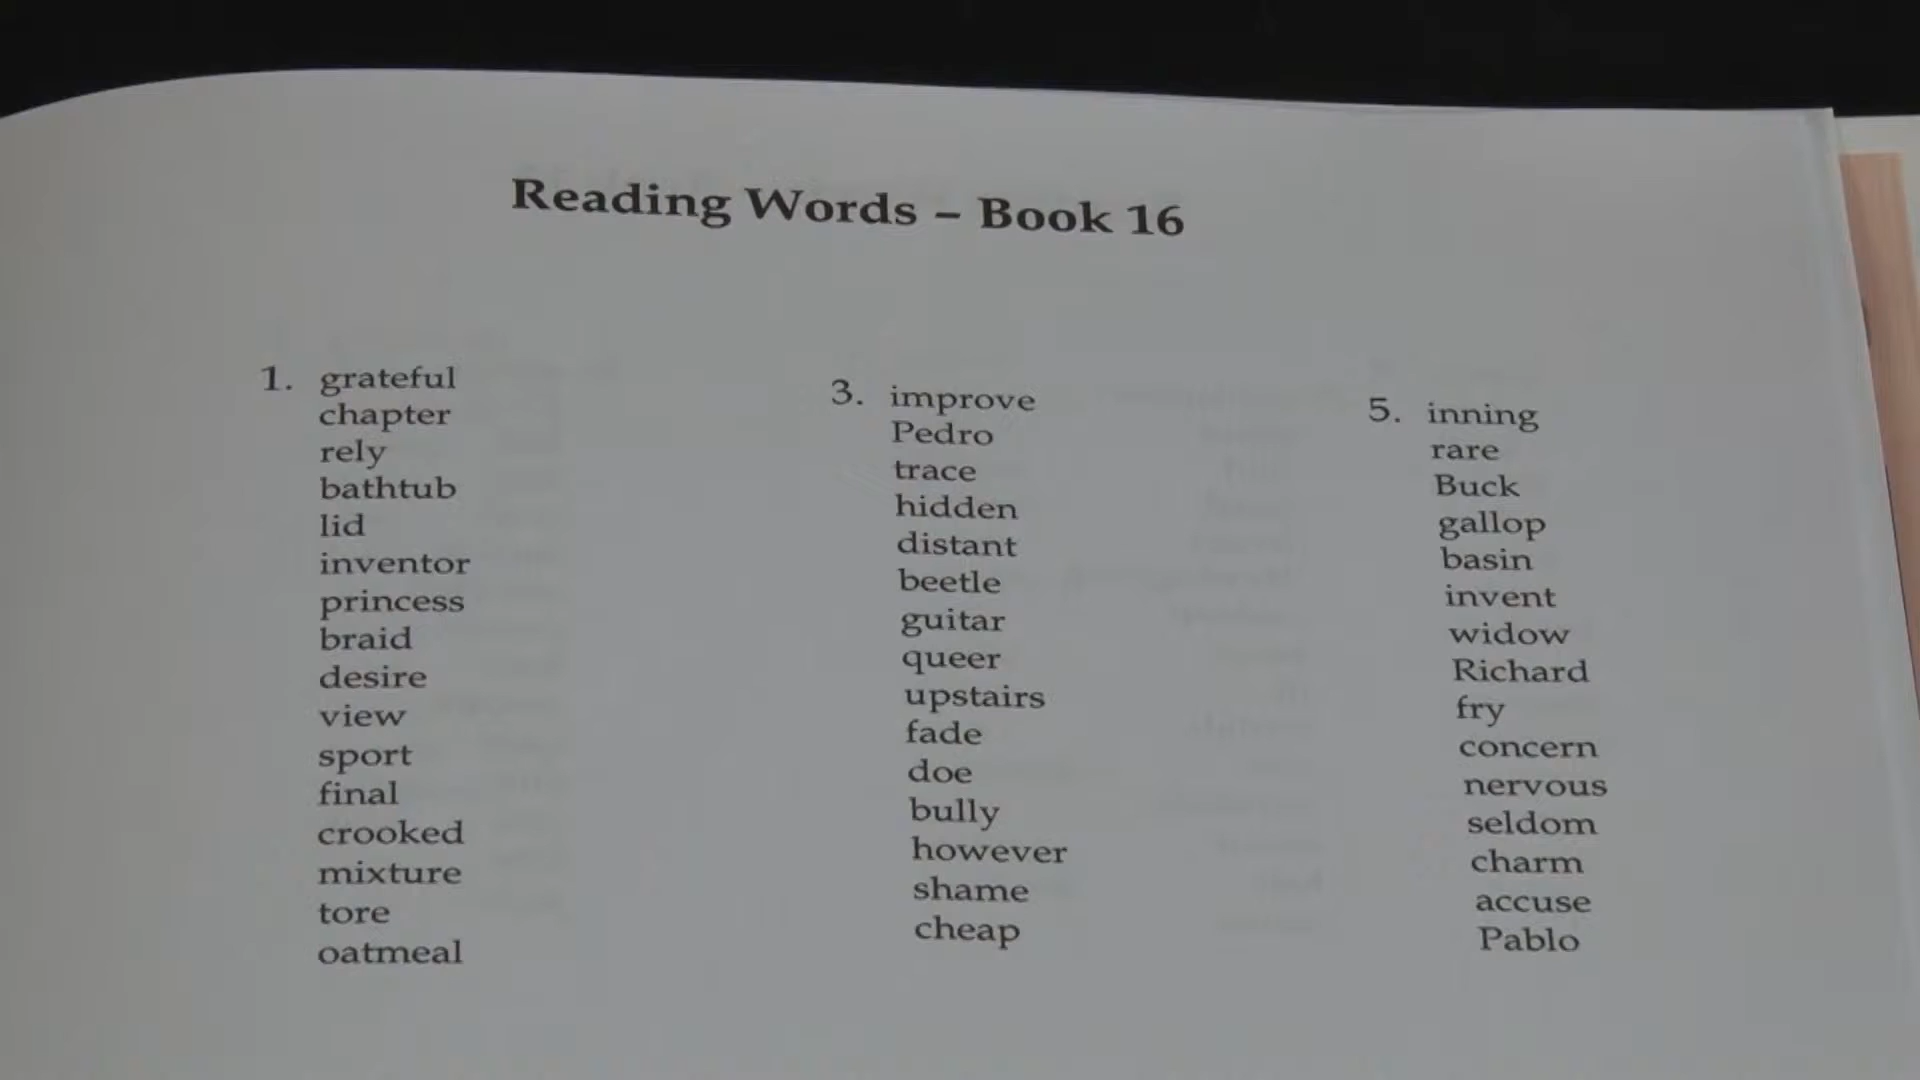 Reading Words – Book 16
1. grateful
chapter
rely
bathtub
lid
inventor
princess
braid
desire
view
sport
final
crooked
mixture
tore
oatmeal
3. improve
Pedro
trace
hidden
distant
beetle
guitar
queer
upstairs
fade
doe
bully
however
shame
cheap
5. inning
rare
Buck
gallop
basin
invent
widow
Richard
fry
concern
nervous
seldom
charm
accuse
Pablo